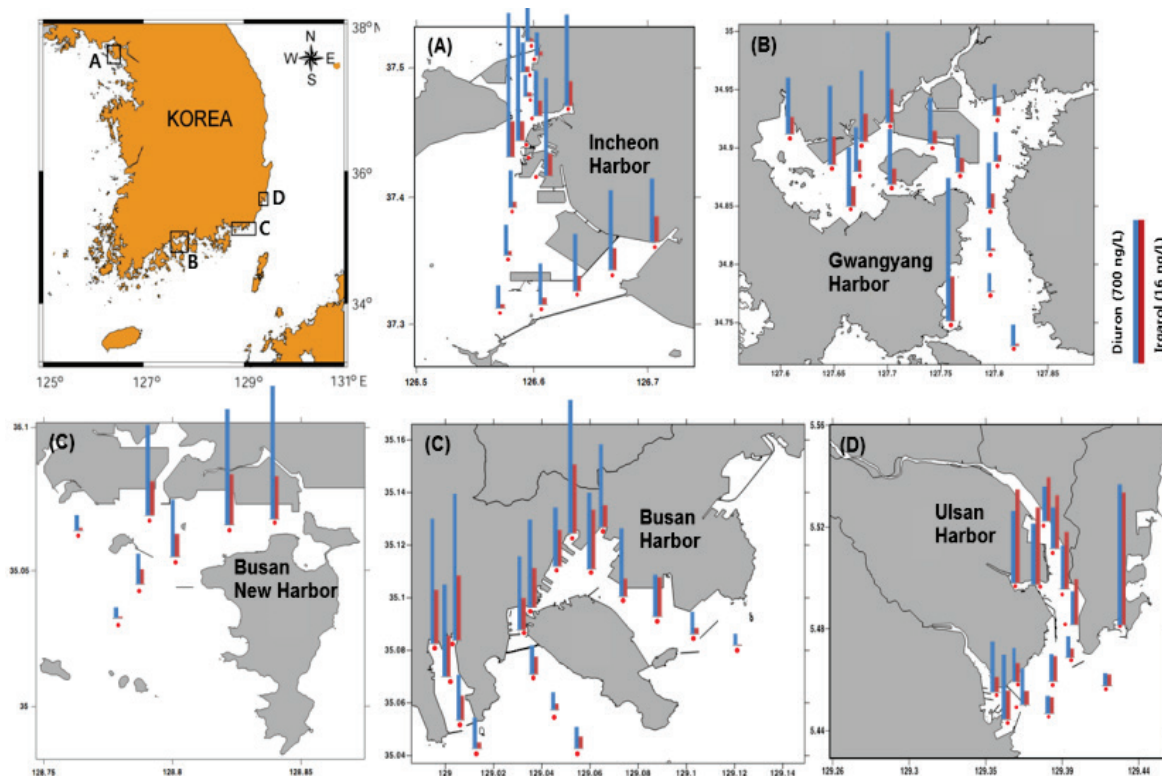 38°N
N
W E
S
A
KOREA
36°
D
C
B
34°
125° 127° 129° 131° E
(A)
37.5
37.4
37.3
Incheon
Harbor
126.5 126.6 126.7
(B)
35
34.95
34.9
34.85
34.8
34.75
Gwangyang
Harbor
127.6 127.65 127.7 127.75 127.8 127.85
Diuron (700 ng/L)
Irgarol (16 ng/L)
(C)
35.1
35.05
35
Busan
New Harbor
128.75 128.8 128.85
(C)
35.16
35.14
35.12
35.1
35.08
35.06
35.04
Busan
Harbor
129 129.02 129.04 129.06 129.08 129.1 129.12 129.14
(D)
5.56
5.52
5.48
5.44
Ulsan
Harbor
129.26 129.3 129.35 129.39 129.44